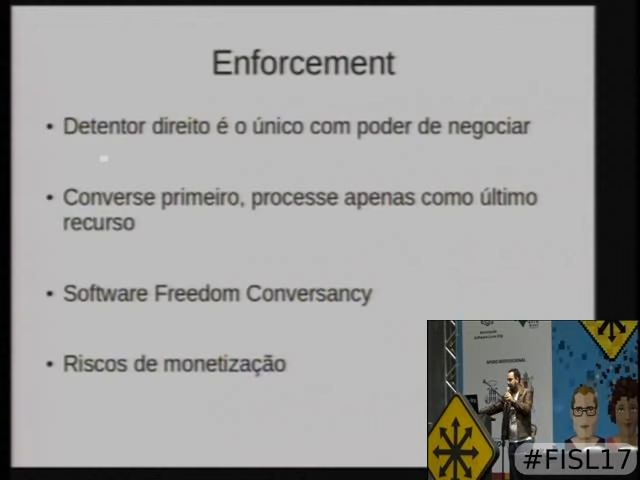 Enforcement
• Detentor direito é o único com poder de negociar
• Converse primeiro, processe apenas como último
recurso
• Software Freedom Conversancy
• Riscos de monetização
#FISL17